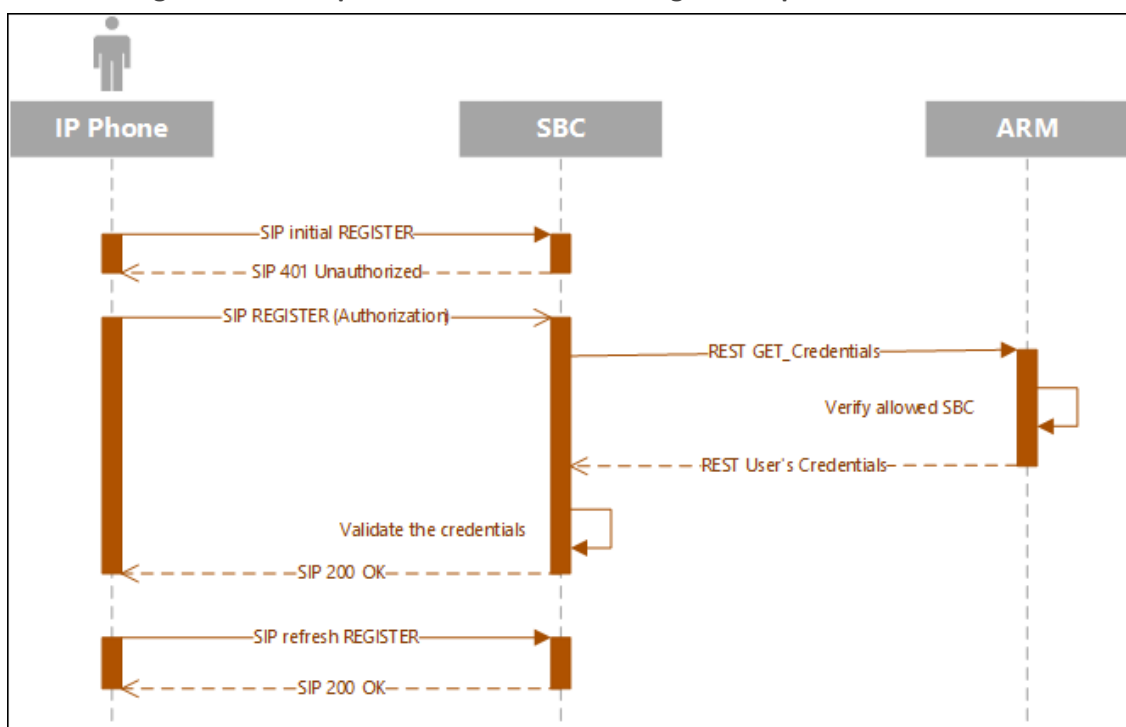 IP Phone
SBC
ARM
SIP initial REGISTER
SIP 401 Unauthorized
SIP REGISTER (Authorization)
REST GET_Credentials
Verify allowed SBC
REST User's Credentials
Validate the credentials
SIP 200 OK
SIP refresh REGISTER
SIP 200 OK